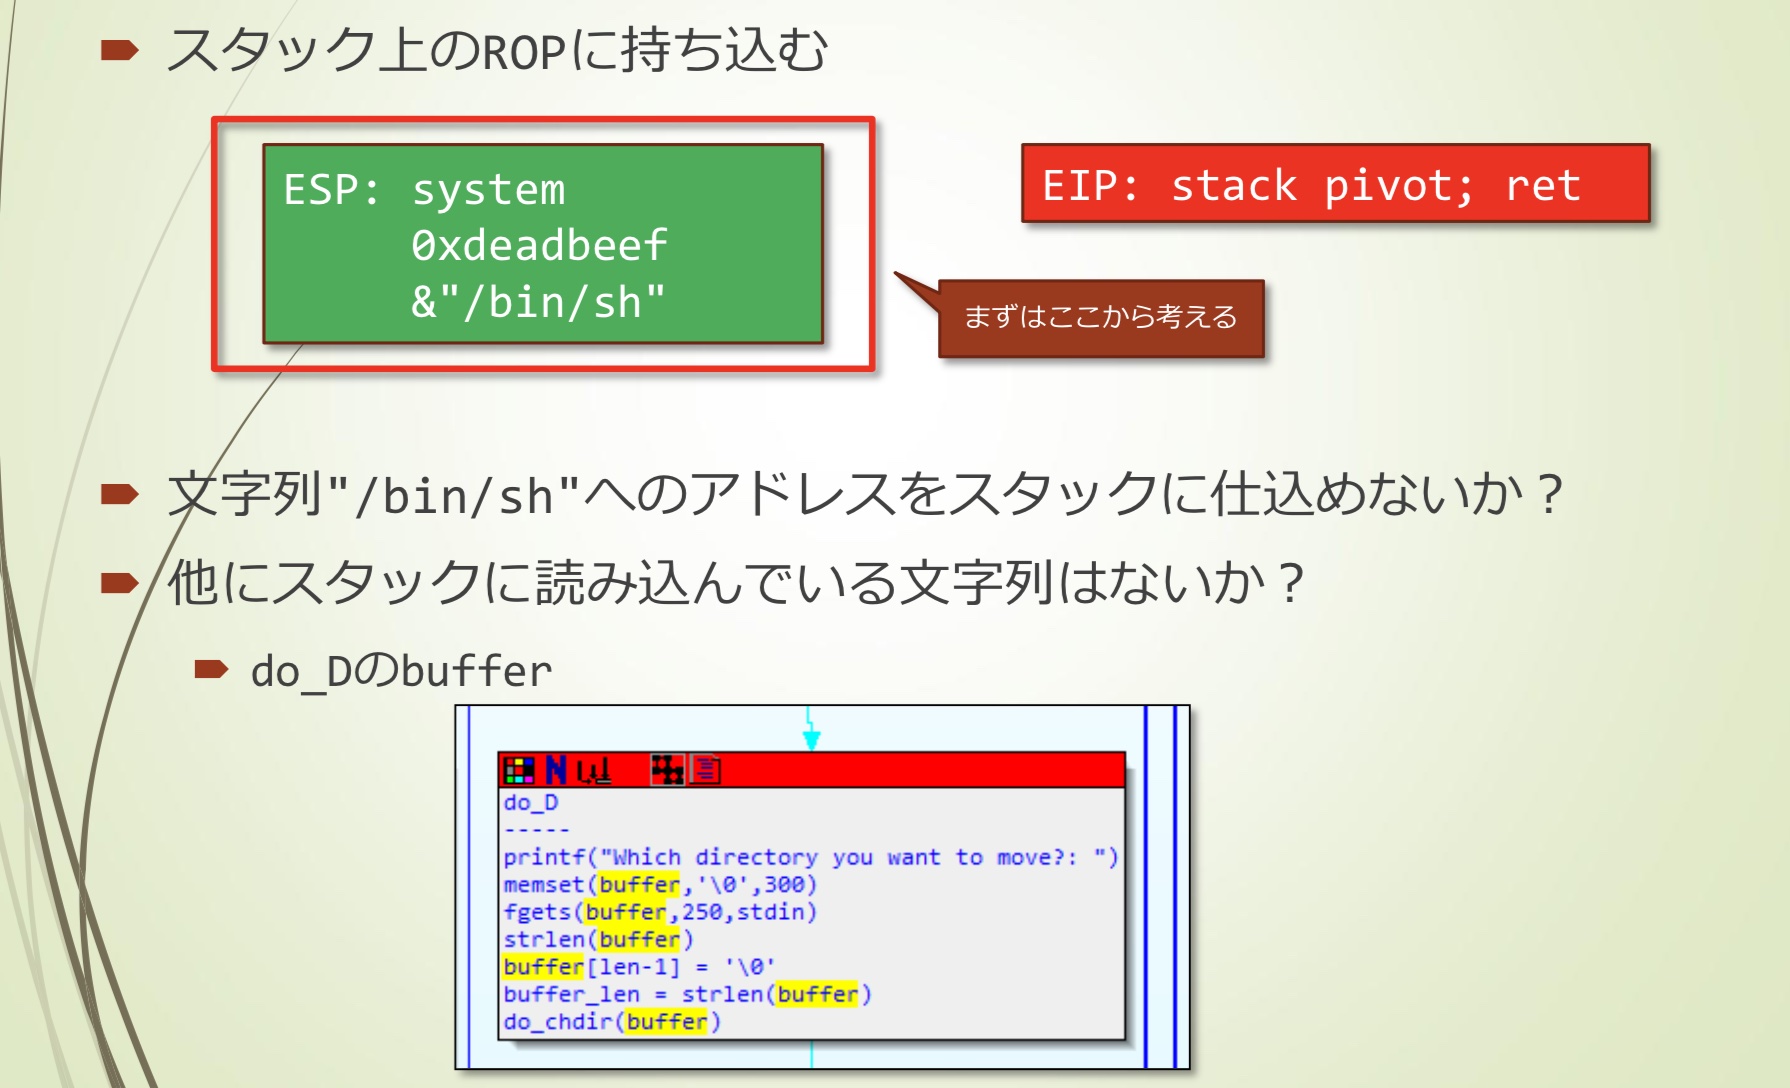 スタック上のROPに持ち込む
ESP: system
0xdeadbeef
&"/bin/sh"
EIP: stack pivot; ret
まずはここから考える
文字列"/bin/sh"へのアドレスをスタックに仕込めないか？
他にスタックに読み込んでいる文字列はないか？
do_Dのbuffer
do_D
-----
printf("Which directory you want to move?: ")
memset(buffer,'\0',300)
fgets(buffer,250,stdin)
strlen(buffer)
buffer[len-1] = '\0'
buffer_len = strlen(buffer)
do_chdir(buffer)